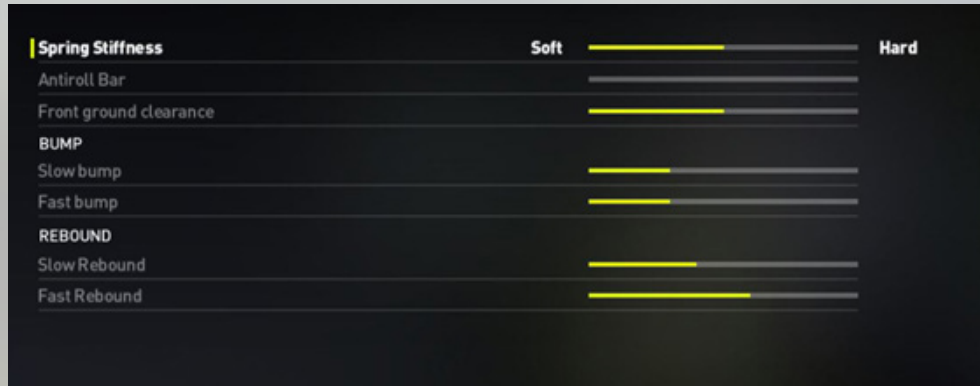 Spring Stiffness Soft Hard
Antiroll Bar
Front ground clearance
BUMP
Slow bump
Fast bump
REBOUND
Slow Rebound
Fast Rebound